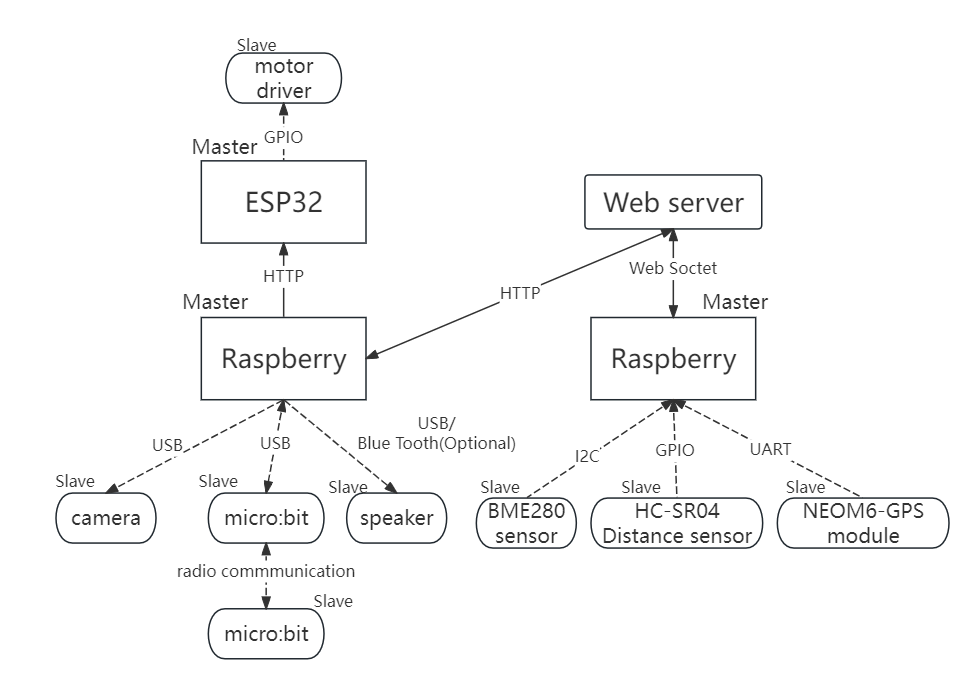 Slave
motor
driver
GPIO
Master
ESP32
Web server
HTTP
Web Soctet
HTTP
Master
Master
Raspberry
Raspberry
USB/
Blue Tooth(Optional)
USB
USB
I2C
GPIO
UART
Slave
Slave
Slave
Slave
Slave
Slave
camera
micro:bit
speaker
BME280
sensor
HC-SR04
Distance sensor
NEOM6-GPS
module
radio commmunication
Slave
micro:bit